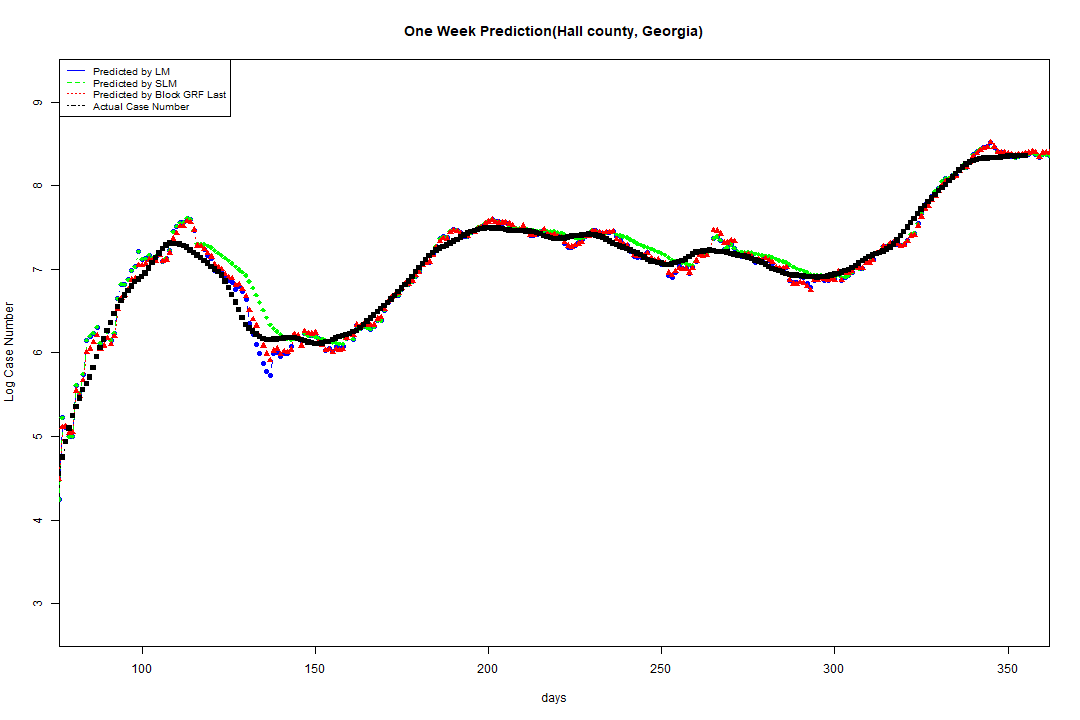 One Week Prediction(Hall county, Georgia)
Predicted by LM
Predicted by SLM
Predicted by Block GRF Last
Actual Case Number
9
8
7
6
5
4
3
Log Case Number
100 150 200 250 300 350
days